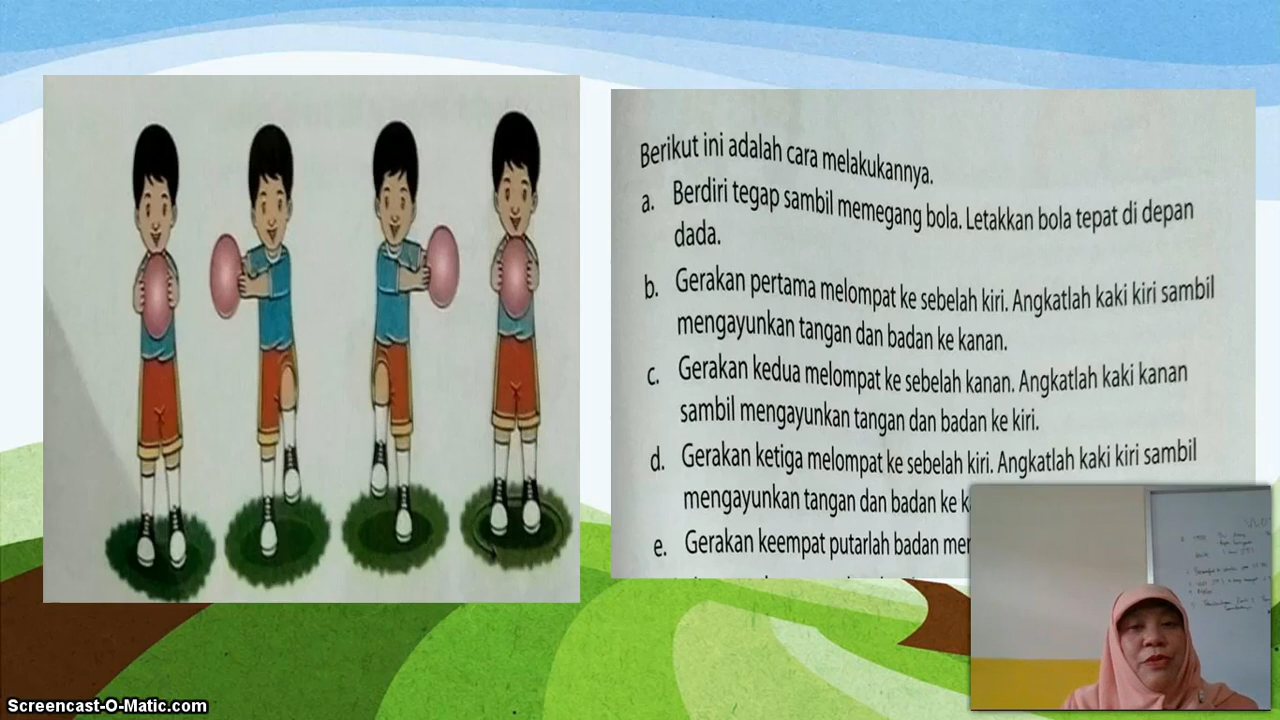 Berikut ini adalah cara melakukannya.
a. Berdiri tegap sambil memegang bola. Letakkan bola tepat di depan
dada.
b. Gerakan pertama melompat ke sebelah kiri. Angkatlah kaki kiri sambil
mengayunkan tangan dan badan ke kanan.
c. Gerakan kedua melompat ke sebelah kanan. Angkatlah kaki kanan
sambil mengayunkan tangan dan badan ke kiri.
d. Gerakan ketiga melompat ke sebelah kiri. Angkatlah kaki kiri sambil
mengayunkan tangan dan badan ke
e. Gerakan keempat putarlah badan
Screencast-O-Matic.com